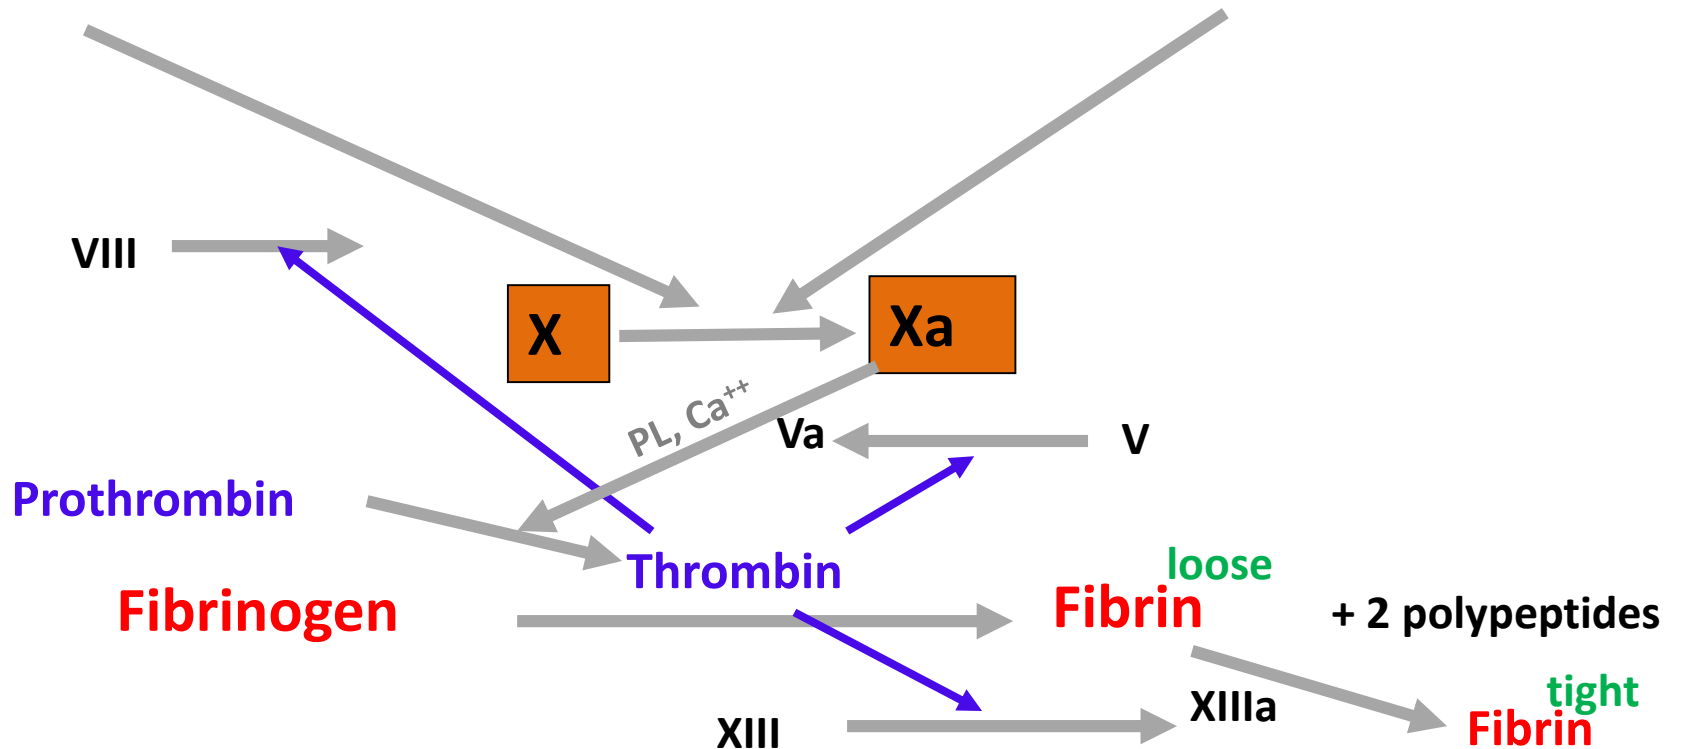 VIII
X
Xa
PL, Ca⁺⁺
Va
V
Prothrombin
Thrombin
loose
Fibrinogen
Fibrin
+ 2 polypeptides
tight
XIII
XIIIa
Fibrin